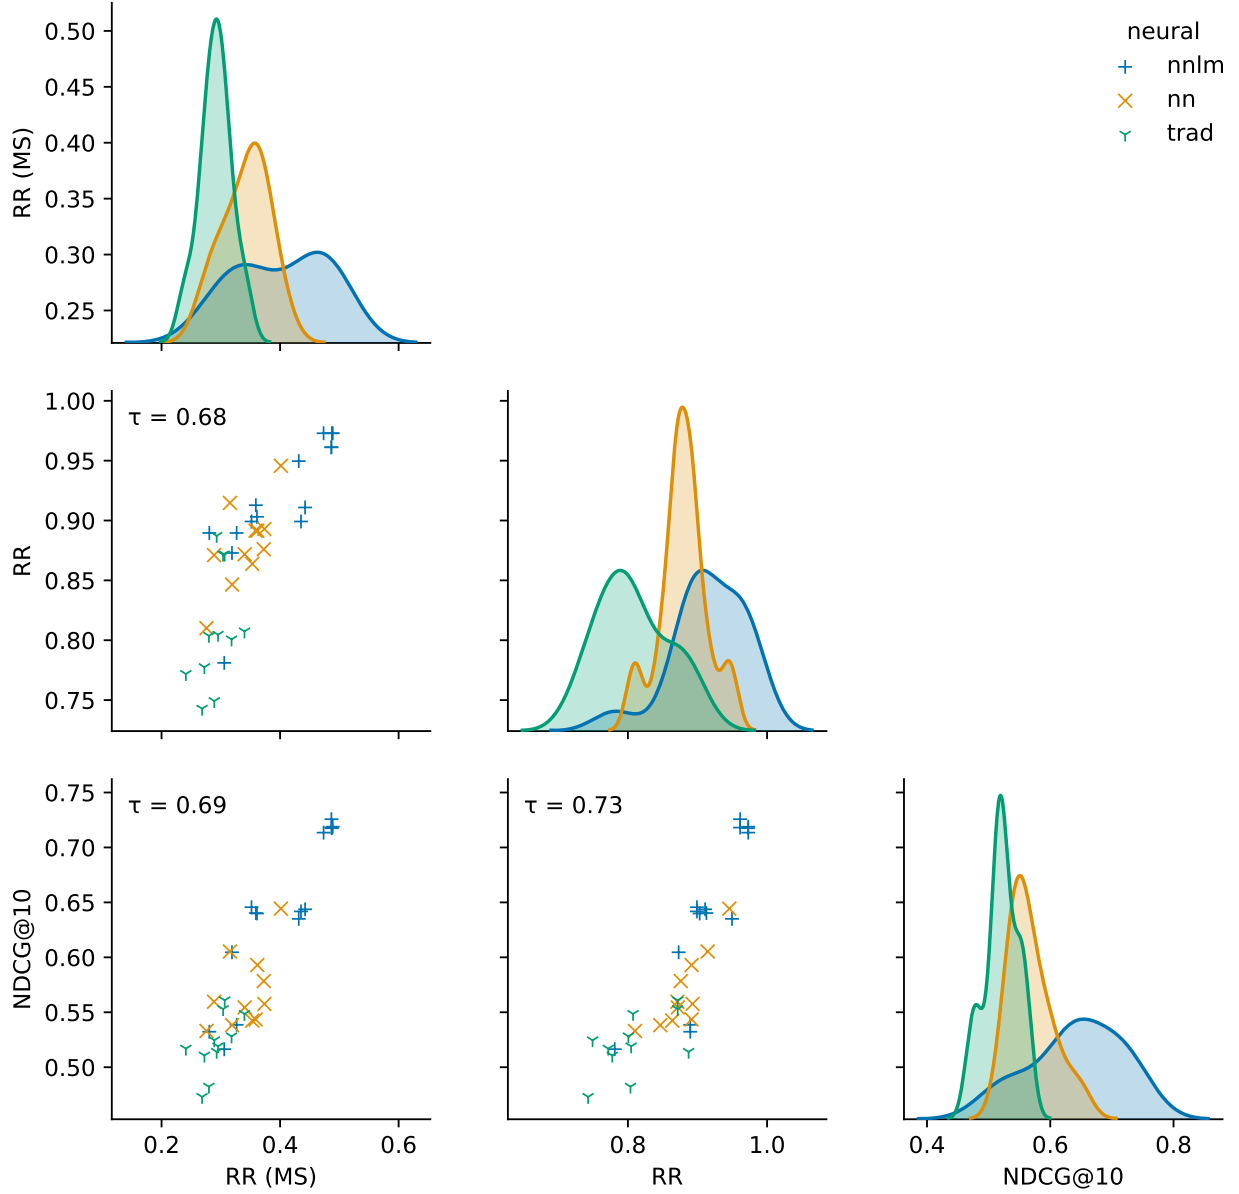 neural
nnlm
nn
trad
RR (MS)
0.50
0.45
0.40
0.35
0.30
0.25
RR
1.00
0.95
0.90
0.85
0.80
0.75
τ = 0.68
NDCG@10
0.75
0.70
0.65
0.60
0.55
0.50
τ = 0.69
τ = 0.73
0.2 0.4 0.6
0.8 1.0
0.4 0.6 0.8
RR (MS)
RR
NDCG@10